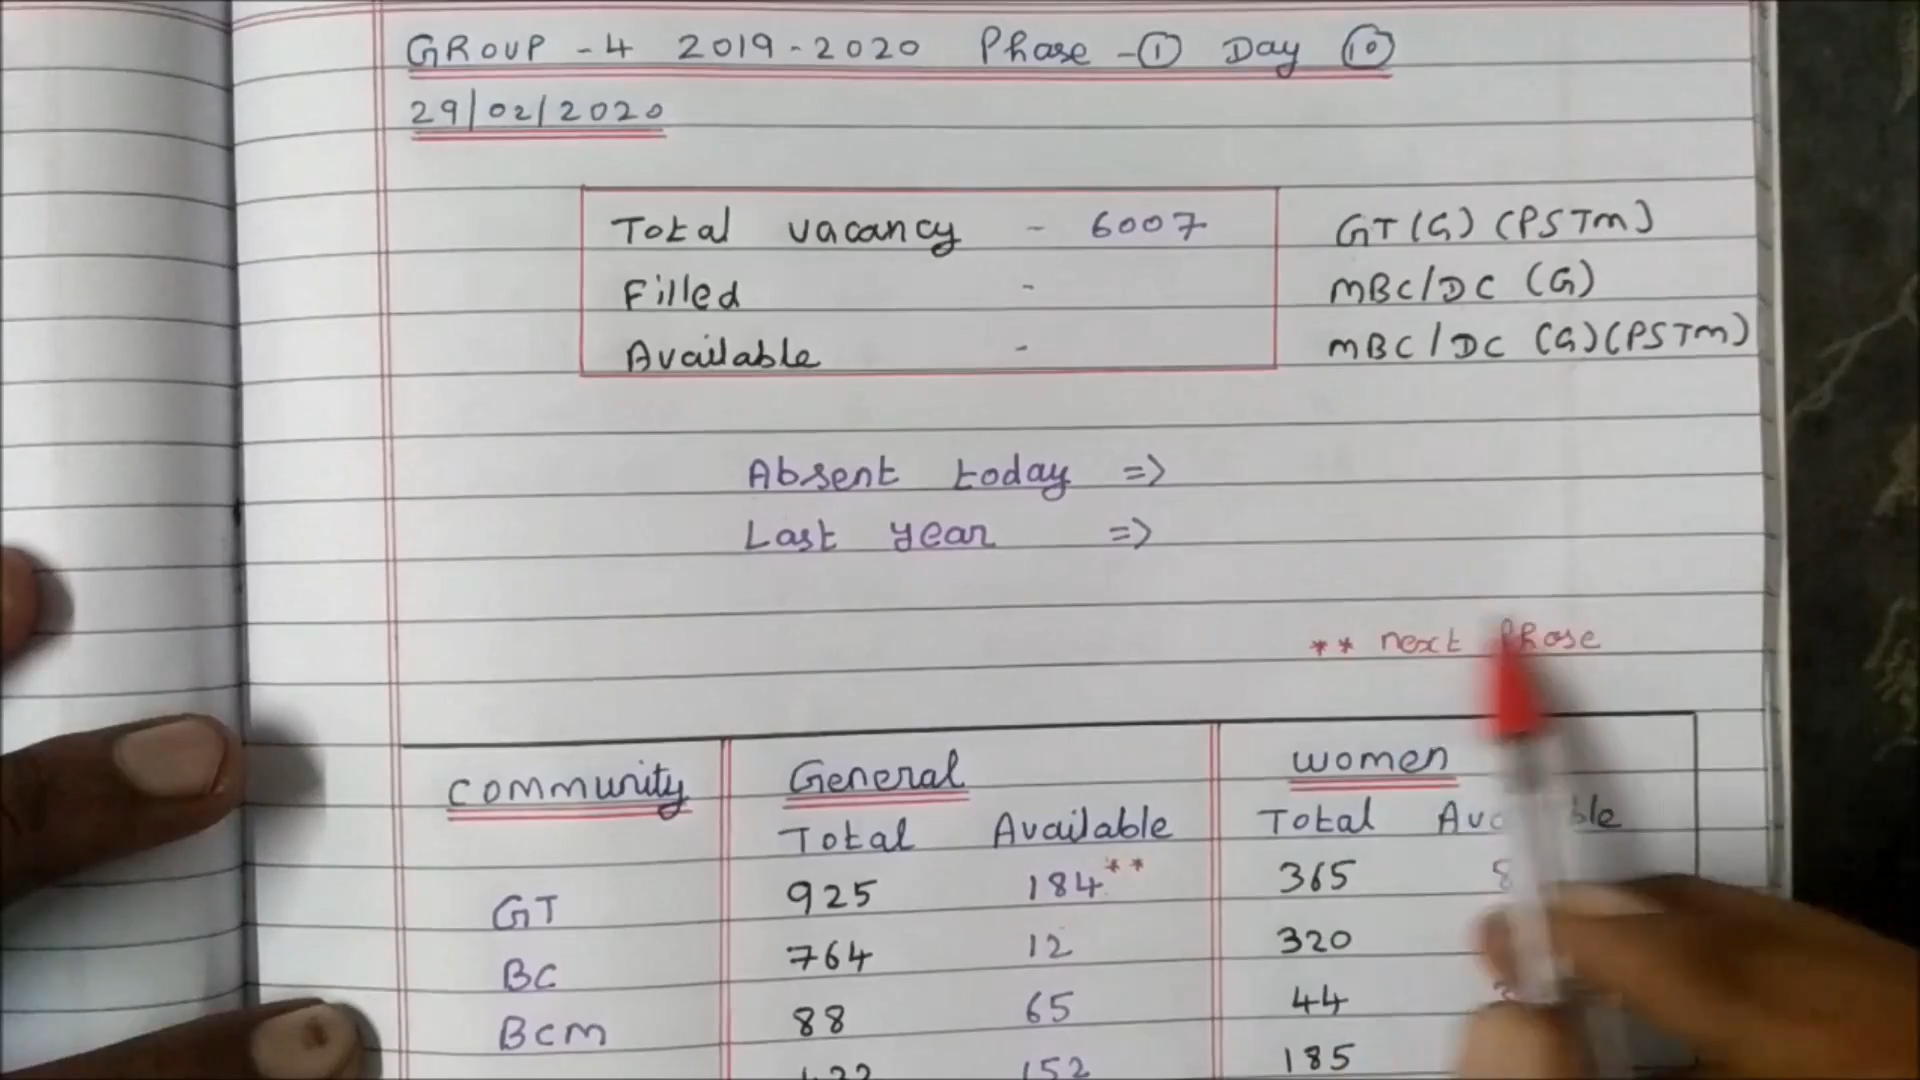 GROUP - 4 2019-2020 Phase - 1 Day 10
29/02/2020
Total vacancy - 6007
Filled -
Available -
GT (G) (PSTM)
MBC/DC (G)
MBC/DC (G) (PSTM)
Absent today =>
Last year =>
** next Phase
Community General Women
Total Available Total
GT 925 184** 365
BC 764 12 320
BCM 88 65 44
152 185